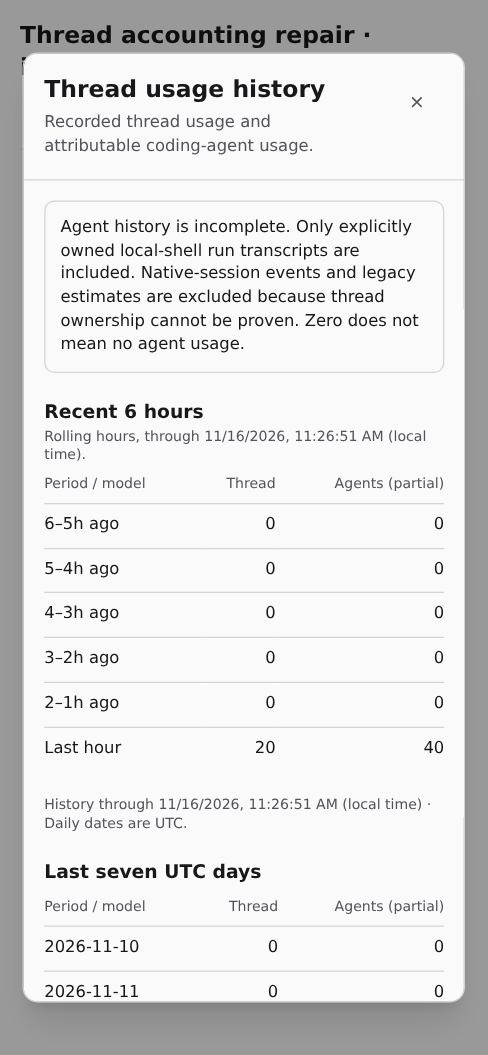 Thread accounting repair ·
Thread usage history
×
Recorded thread usage and
attributable coding-agent usage.
Agent history is incomplete. Only explicitly
owned local-shell run transcripts are
included. Native-session events and legacy
estimates are excluded because thread
ownership cannot be proven. Zero does not
mean no agent usage.
Recent 6 hours
Rolling hours, through 11/16/2026, 11:26:51 AM (local
time).
Period / model Thread Agents (partial)
6–5h ago 0 0
5–4h ago 0 0
4–3h ago 0 0
3–2h ago 0 0
2–1h ago 0 0
Last hour 20 40
History through 11/16/2026, 11:26:51 AM (local time) ·
Daily dates are UTC.
Last seven UTC days
Period / model Thread Agents (partial)
2026-11-10 0 0
2026-11-11 0 0